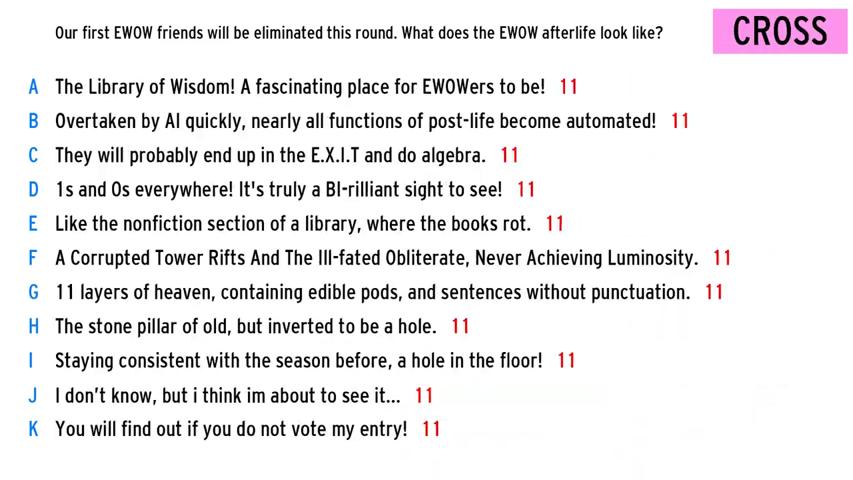 Our first EWOW friends will be eliminated this round. What does the EWOW afterlife look like?
CROSS
A The Library of Wisdom! A fascinating place for EWOWers to be! 11
B Overtaken by AI quickly, nearly all functions of post-life become automated! 11
C They will probably end up in the E.X.I.T and do algebra. 11
D 1s and 0s everywhere! It's truly a BI-rilliant sight to see! 11
E Like the nonfiction section of a library, where the books rot. 11
F A Corrupted Tower Rifts And The Ill-fated Obliterate, Never Achieving Luminosity. 11
G 11 layers of heaven, containing edible pods, and sentences without punctuation. 11
H The stone pillar of old, but inverted to be a hole. 11
I Staying consistent with the season before, a hole in the floor! 11
J I don't know, but i think im about to see it... 11
K You will find out if you do not vote my entry! 11